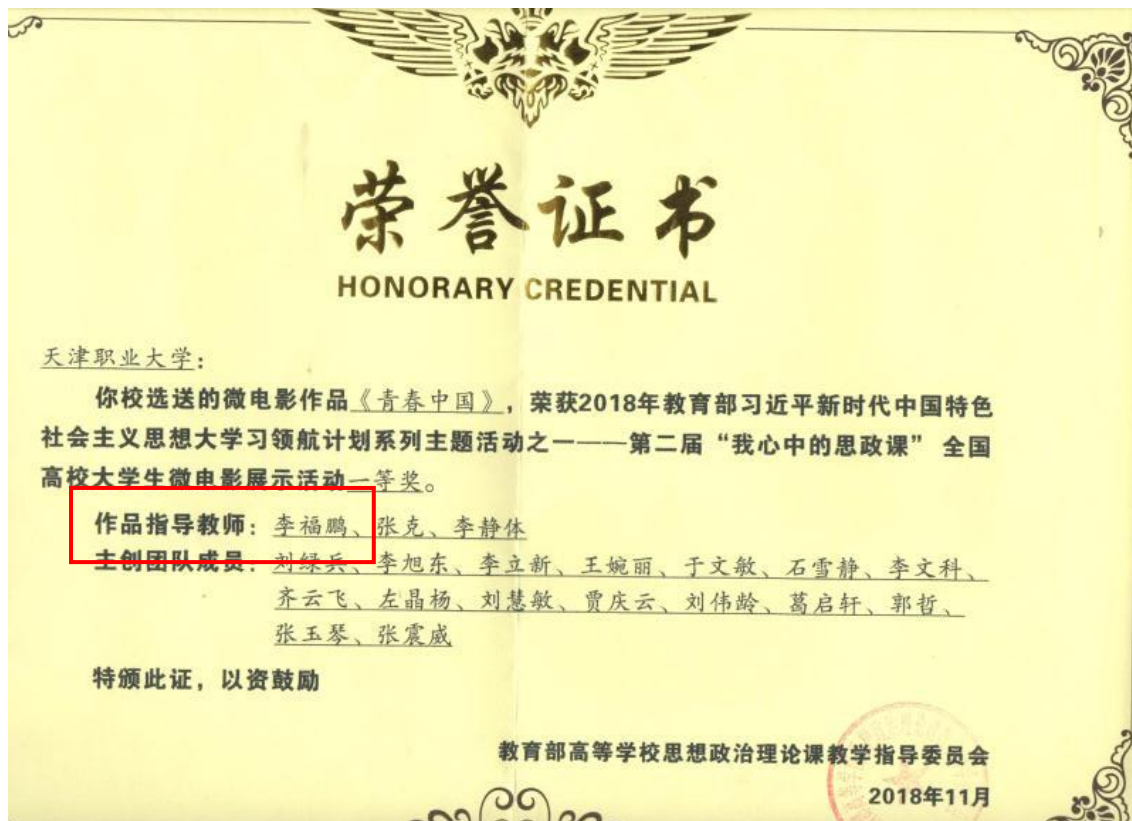 荣誉证书
HONORARY CREDENTIAL
天津职业大学：
你校选送的微电影作品《青春中国》，荣获2018年教育部习近平新时代中国特色
社会主义思想大学习领航计划系列主题活动之一——第二届“我心中的思政课”全国
高校大学生微电影展示活动一等奖。
作品指导教师：李福鹏、张克、李静体
主创团队成员：刘绿兵、李旭东、李立新、王婉丽、于文敏、石雪静、李文科、
齐云飞、左晶杨、刘慧敏、贾庆云、刘伟龄、葛启轩、郭哲、
张玉琴、张震威
特颁此证，以资鼓励
教育部高等学校思想政治理论课教学指导委员会
2018年11月